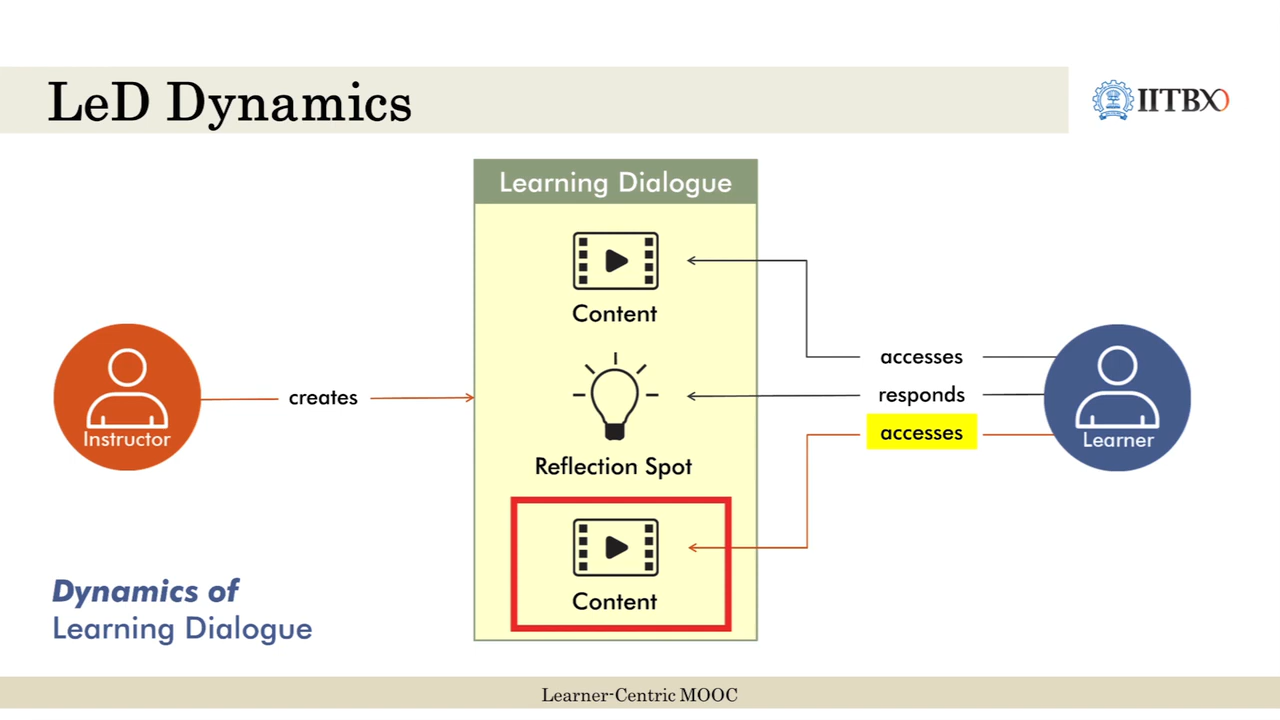 LeD Dynamics
IITBX
Learning Dialogue
Content
accesses
Instructor
creates
responds
accesses
Learner
Reflection Spot
Content
Dynamics of
Learning Dialogue
Learner-Centric MOOC